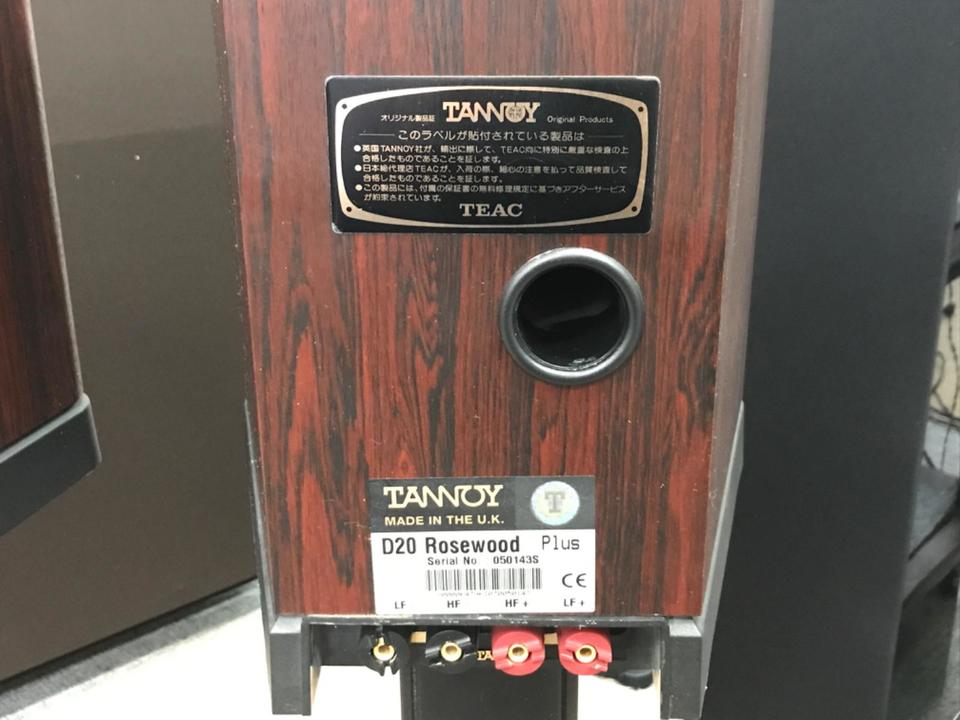 オリジナル製品証 TANNOY Original Products
このラベルが貼付されている製品は
●英国TANNOY社が、輸出に際して、TEAC向に特別に厳重な検査の上
合格したものであることを証します。
●日本総代理店TEACが、入荷の際、細心の注意を払って品質検査して
合格したものであることを証します。
●この製品には、付属の保証書の無料修理規定に基づきアフターサービス
が約束されています。
TEAC
TANNOY T
MADE IN THE U.K.
D20 Rosewood Plus
Serial No. 050143S
CE
LF HF HF+ LF+